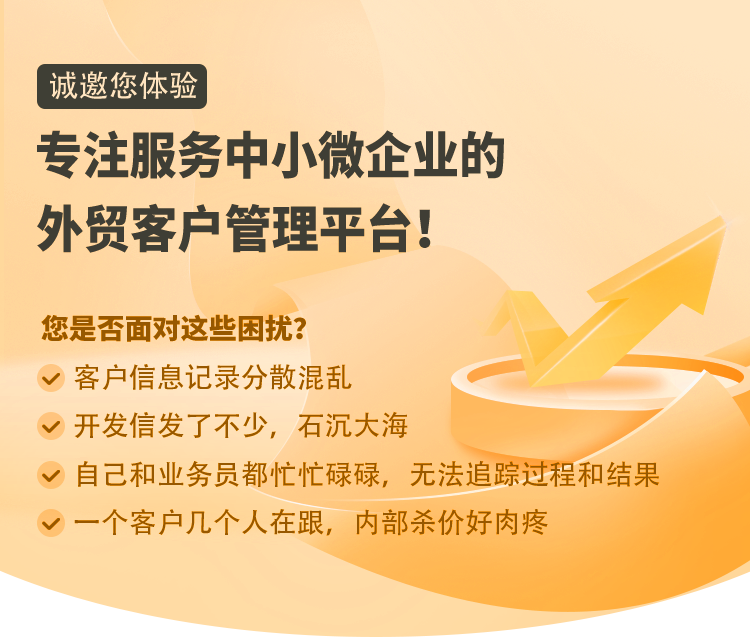 诚邀您体验
专注服务中小微企业的
外贸客户管理平台！
您是否面对这些困扰？
客户信息记录分散混乱
开发信发了不少，石沉大海
自己和业务员都忙忙碌碌，无法追踪过程和结果
一个客户几个人在跟，内部杀价好肉疼